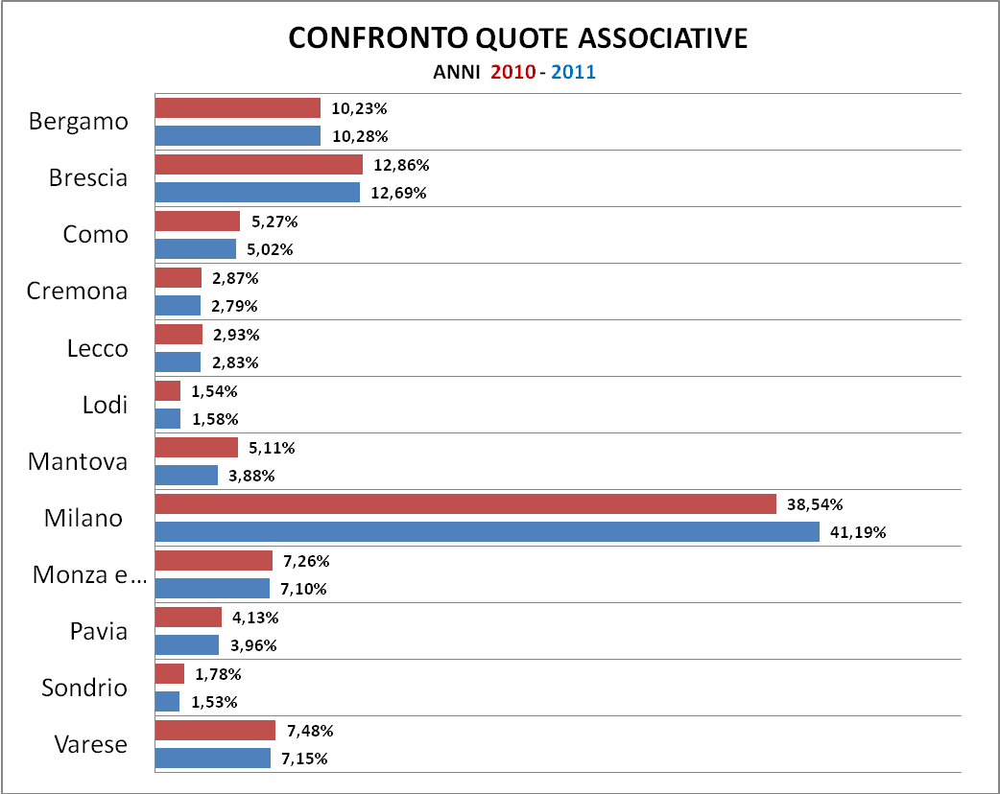 CONFRONTO QUOTE ASSOCIATIVE
ANNI 2010 - 2011
Bergamo
10,23%
10,28%
Brescia
12,86%
12,69%
Como
5,27%
5,02%
Cremona
2,87%
2,79%
Lecco
2,93%
2,83%
Lodi
1,54%
1,58%
Mantova
5,11%
3,88%
Milano
38,54%
41,19%
Monza e...
7,26%
7,10%
Pavia
4,13%
3,96%
Sondrio
1,78%
1,53%
Varese
7,48%
7,15%